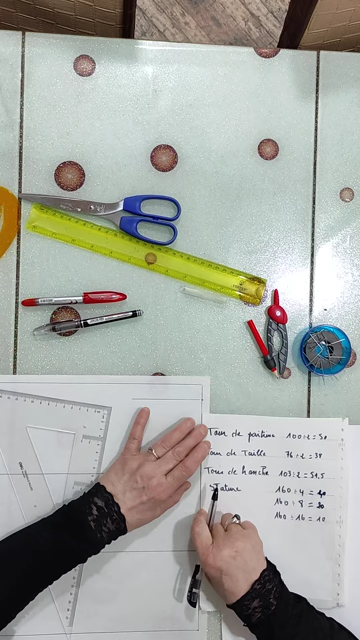 Tour de poitrine 100÷2=50
Tour de Taille 76÷2=38
Tour de hanche 103÷2=51,5
Stature 160÷4=40
160÷8=20
160÷16=10